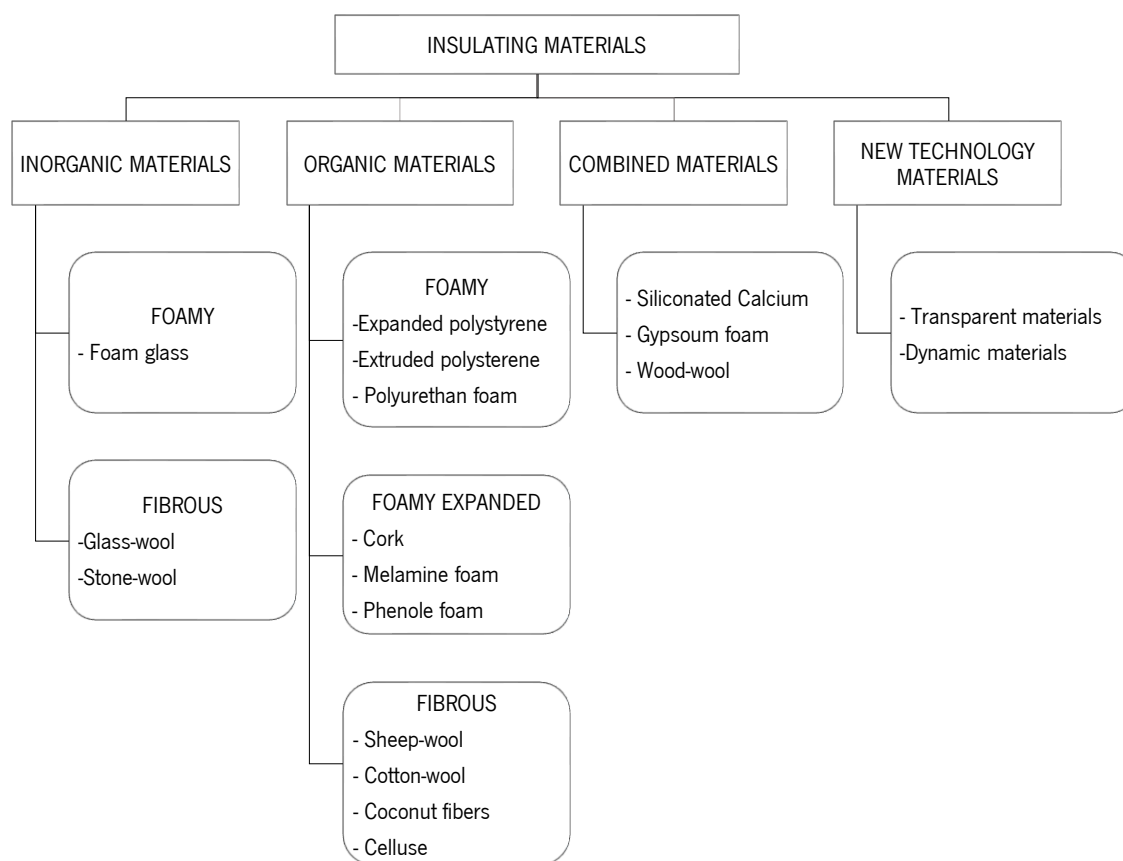 INSULATING MATERIALS
INORGANIC MATERIALS
ORGANIC MATERIALS
COMBINED MATERIALS
NEW TECHNOLOGY
MATERIALS
FOAMY
- Foam glass
FIBROUS
-Glass-wool
-Stone-wool
FOAMY
-Expanded polystyrene
-Extruded polysterene
- Polyurethan foam
FOAMY EXPANDED
- Cork
- Melamine foam
- Phenole foam
FIBROUS
- Sheep-wool
- Cotton-wool
- Coconut fibers
- Celluse
- Siliconated Calcium
- Gypsoum foam
- Wood-wool
- Transparent materials
-Dynamic materials